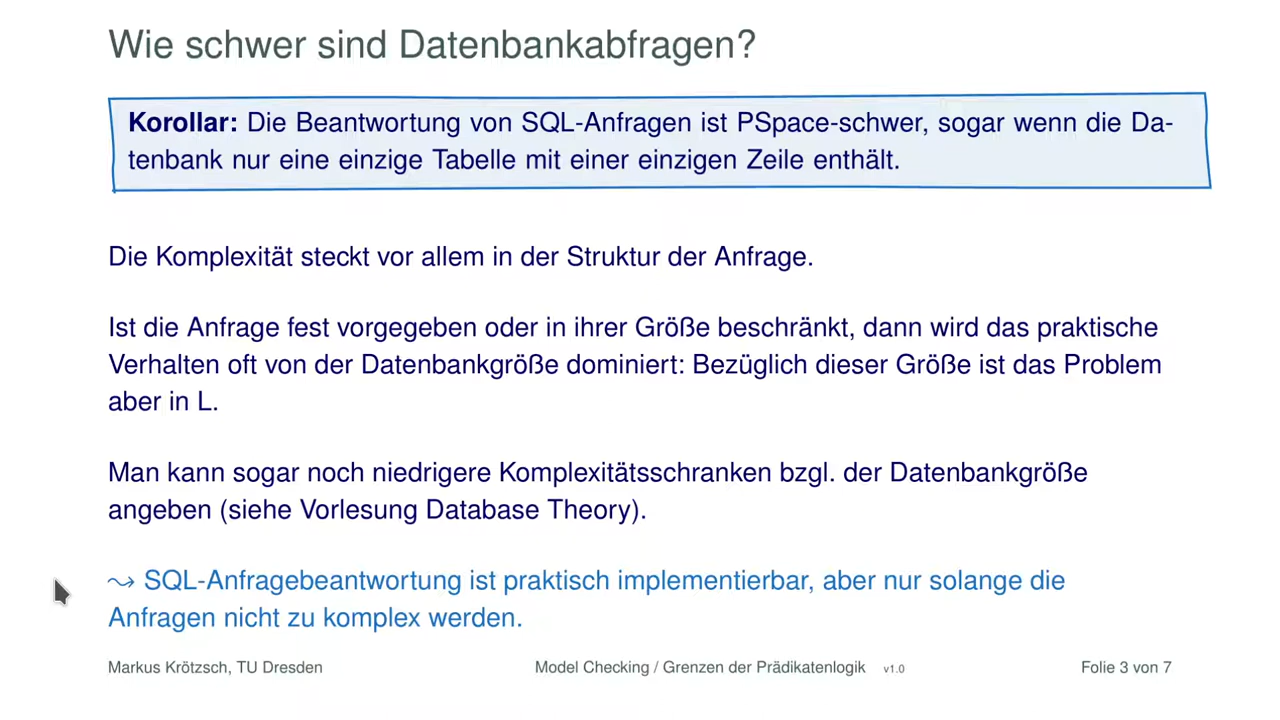 Wie schwer sind Datenbankabfragen?
Korollar: Die Beantwortung von SQL-Anfragen ist PSpace-schwer, sogar wenn die Da-
tenbank nur eine einzige Tabelle mit einer einzigen Zeile enthält.
Die Komplexität steckt vor allem in der Struktur der Anfrage.
Ist die Anfrage fest vorgegeben oder in ihrer Größe beschränkt, dann wird das praktische
Verhalten oft von der Datenbankgröße dominiert: Bezüglich dieser Größe ist das Problem
aber in L.
Man kann sogar noch niedrigere Komplexitätsschranken bzgl. der Datenbankgröße
angeben (siehe Vorlesung Database Theory).
⤳ SQL-Anfragebeantwortung ist praktisch implementierbar, aber nur solange die
Anfragen nicht zu komplex werden.
Markus Krötzsch, TU Dresden Model Checking / Grenzen der Prädikatenlogik v1.0 Folie 3 von 7